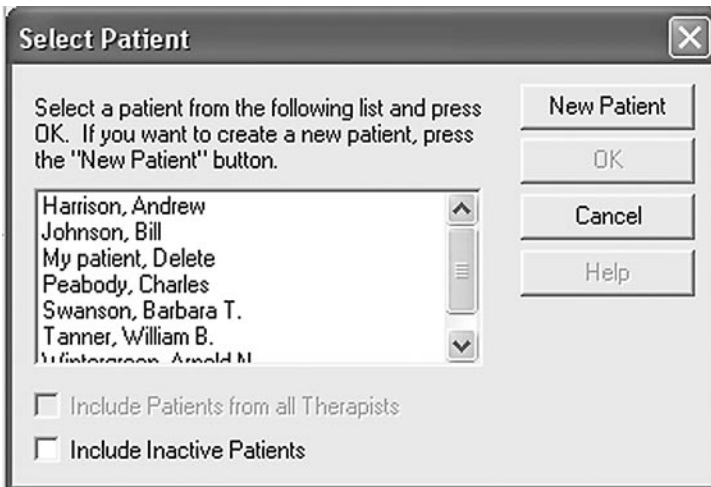 Select Patient
Select a patient from the following list and press
OK. If you want to create a new patient, press
the "New Patient" button.
New Patient
OK
Cancel
Help
Harrison, Andrew
Johnson, Bill
My patient, Delete
Peabody, Charles
Swanson, Barbara T.
Tanner, William B.
Wintergreen, Arnold N.
Include Patients from all Therapists
Include Inactive Patients